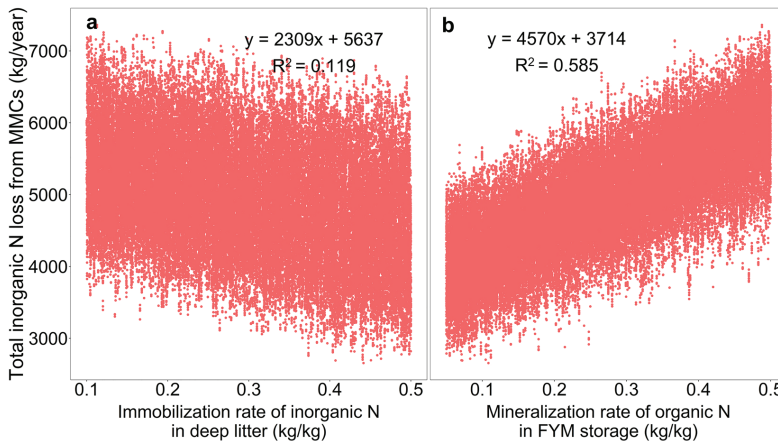 Total inorganic N loss from MMCs (kg/year)
7000
6000
5000
4000
3000
a
y = 2309x + 5637
R² = 0.119
0.1 0.2 0.3 0.4 0.5
Immobilization rate of inorganic N
in deep litter (kg/kg)
b
y = 4570x + 3714
R² = 0.585
0.1 0.2 0.3 0.4 0.5
Mineralization rate of organic N
in FYM storage (kg/kg)